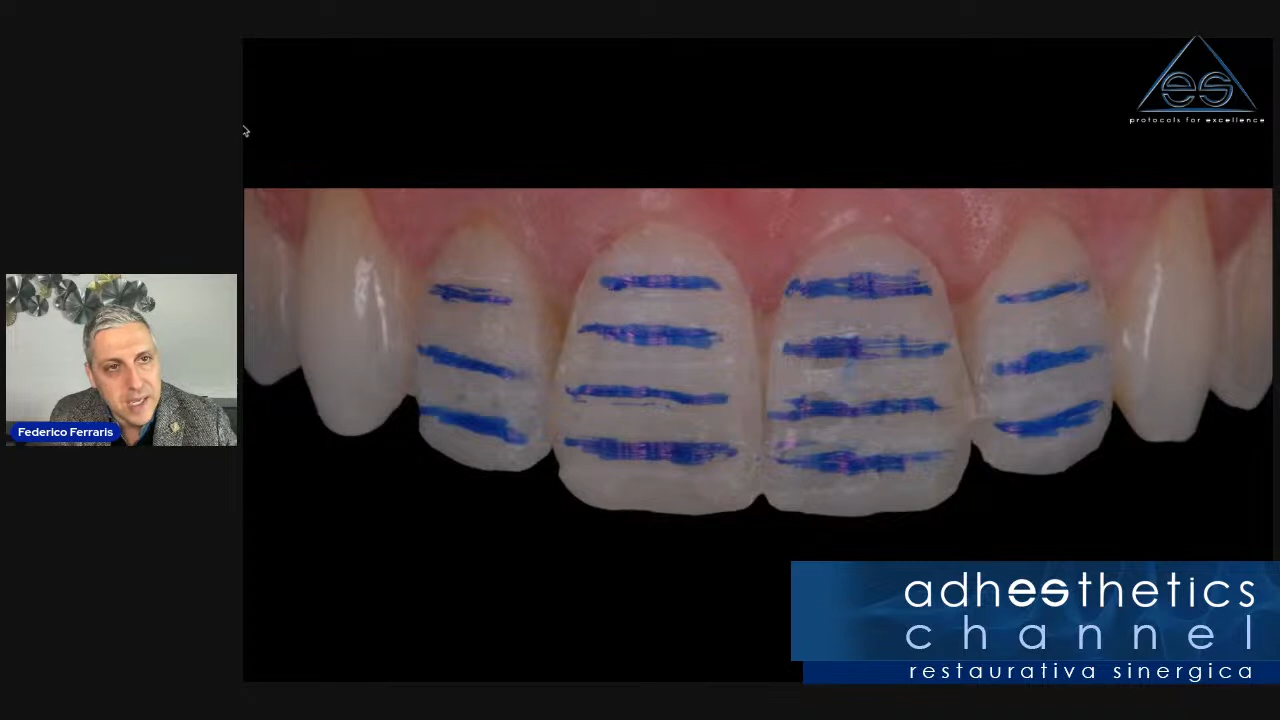 es
protocols for excellence
Federico Ferraris
adhesthetics
channel
restaurativa sinergica